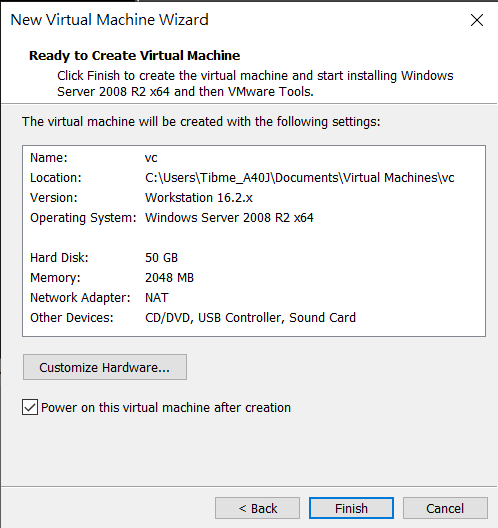 New Virtual Machine Wizard
Ready to Create Virtual Machine
Click Finish to create the virtual machine and start installing Windows
Server 2008 R2 x64 and then VMware Tools.
The virtual machine will be created with the following settings:
Name: vc
Location: C:\Users\Tibme_A40J\Documents\Virtual Machines\vc
Version: Workstation 16.2.x
Operating System: Windows Server 2008 R2 x64
Hard Disk: 50 GB
Memory: 2048 MB
Network Adapter: NAT
Other Devices: CD/DVD, USB Controller, Sound Card
Customize Hardware...
Power on this virtual machine after creation
< Back Finish Cancel